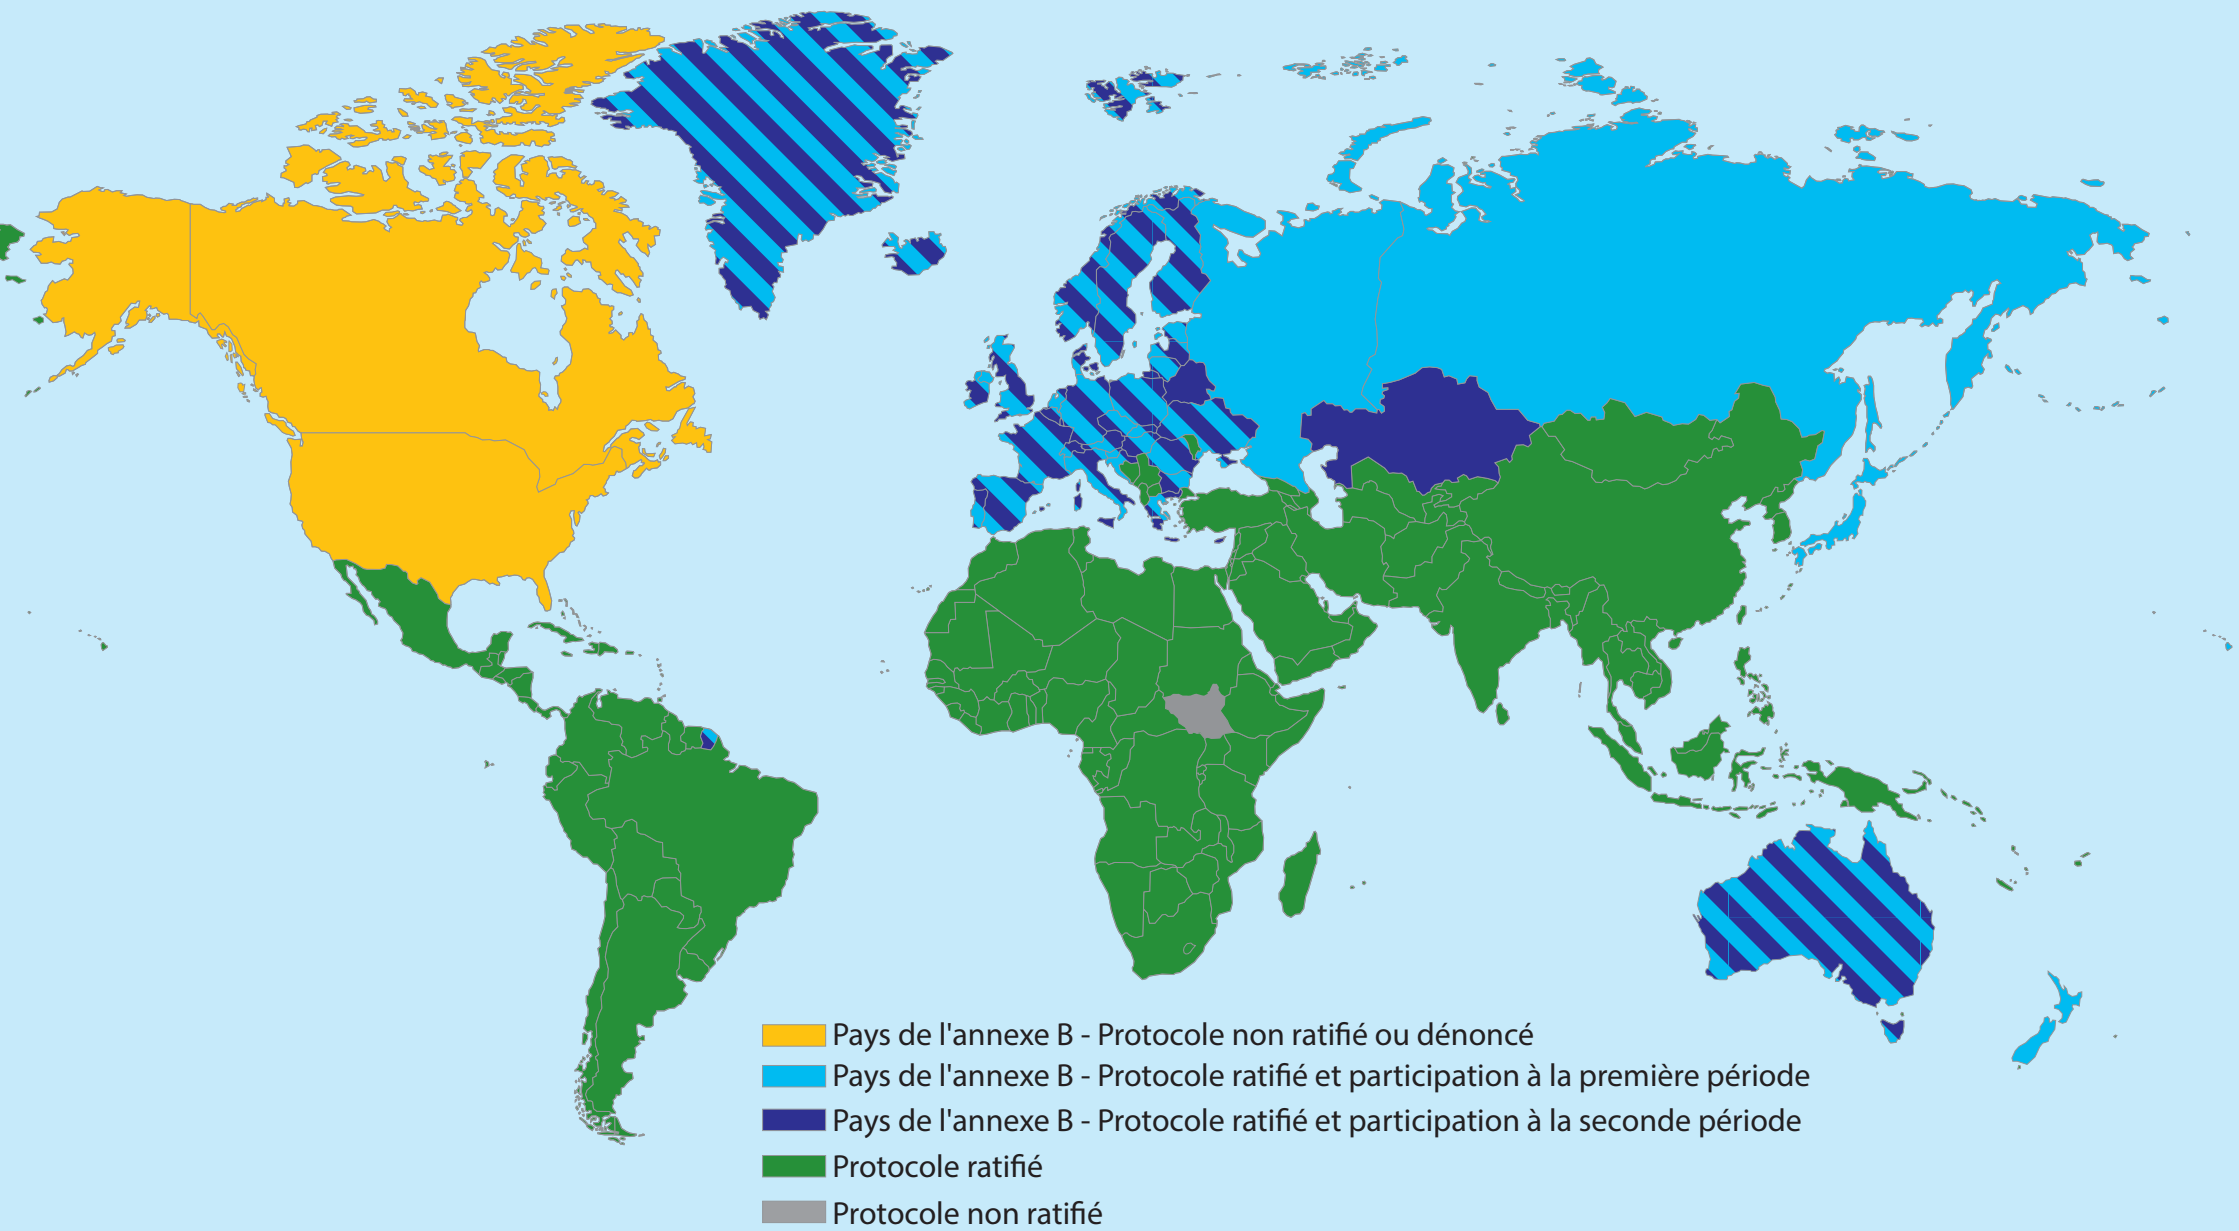 Pays de l'annexe B - Protocole non ratifié ou dénoncé
Pays de l'annexe B - Protocole ratifié et participation à la première période
Pays de l'annexe B - Protocole ratifié et participation à la seconde période
Protocole ratifié
Protocole non ratifié